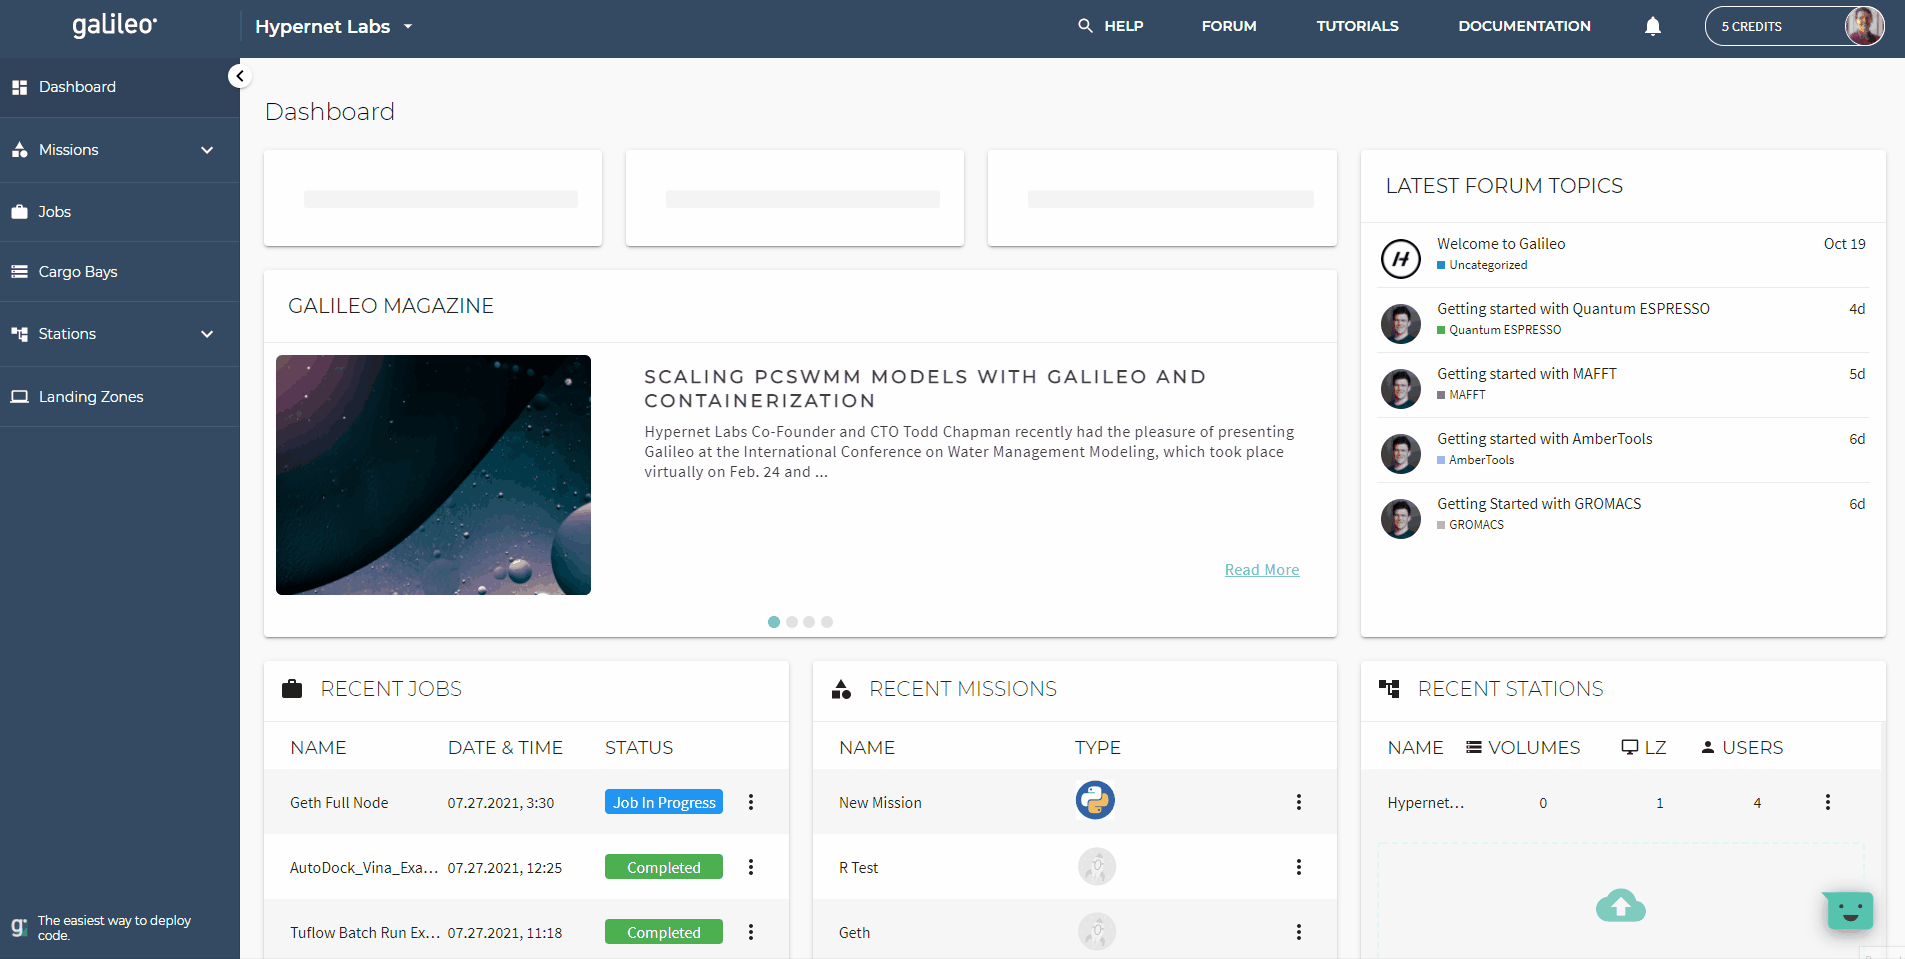 galileo
Hypernet Labs
HELP
FORUM
TUTORIALS
DOCUMENTATION
5 CREDITS
Dashboard
Missions
Jobs
Cargo Bays
Stations
Landing Zones
g
The easiest way to deploy
code.
Dashboard
GALILEO MAGAZINE
SCALING PCSWMM MODELS WITH GALILEO AND
CONTAINERIZATION
Hypernet Labs Co-Founder and CTO Todd Chapman recently had the pleasure of presenting
Galileo at the International Conference on Water Management Modeling, which took place
virtually on Feb. 24 and ...
Read More
LATEST FORUM TOPICS
H
Welcome to Galileo Oct 19
Uncategorized
Getting started with Quantum ESPRESSO 4d
Quantum ESPRESSO
Getting started with MAFFT 5d
MAFFT
Getting started with AmberTools 6d
AmberTools
Getting Started with GROMACS 6d
GROMACS
RECENT JOBS
NAME DATE & TIME STATUS
Geth Full Node 07.27.2021, 3:30 Job In Progress
AutoDock_Vina_Exa... 07.27.2021, 12:25 Completed
Tuflow Batch Run Ex... 07.27.2021, 11:18 Completed
RECENT MISSIONS
NAME TYPE
New Mission
R Test
Geth
RECENT STATIONS
NAME VOLUMES LZ USERS
Hypernet... 0 1 4